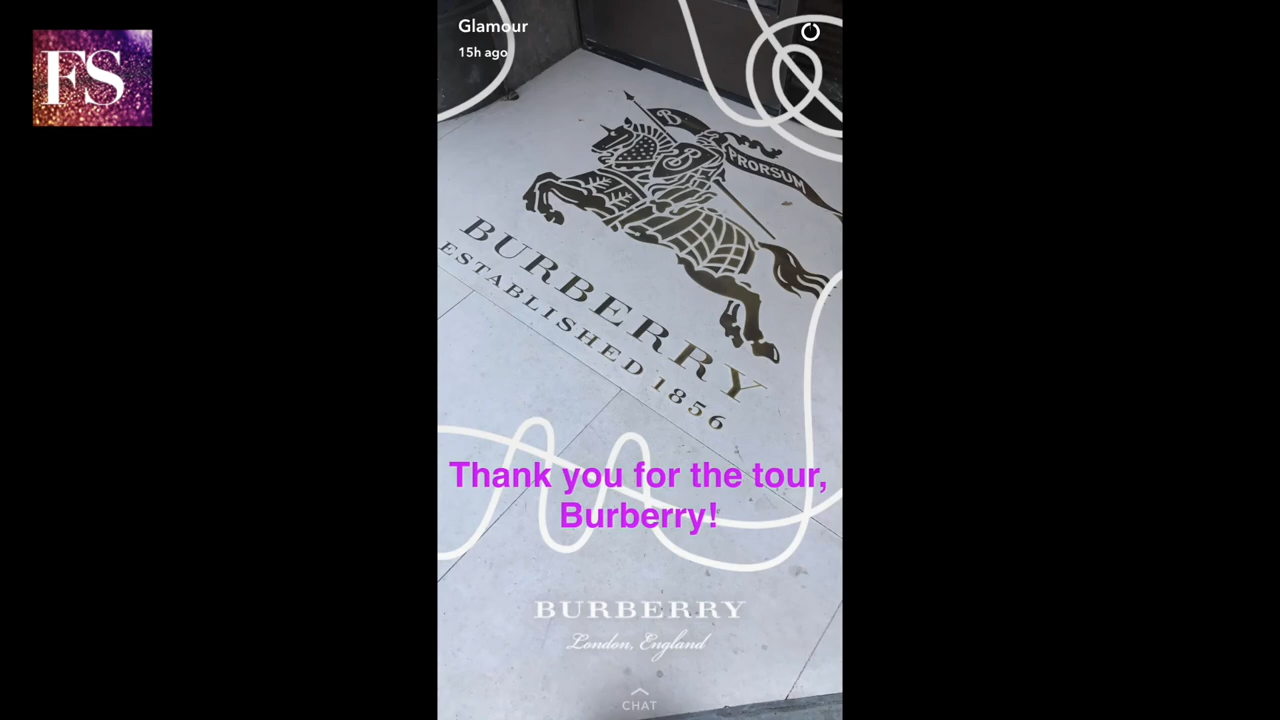 FS
Glamour
15h ago
B
B
PRORSUM
BURBERRY
ESTABLISHED 1856
Thank you for the tour,
Burberry!
BURBERRY
London, England
CHAT